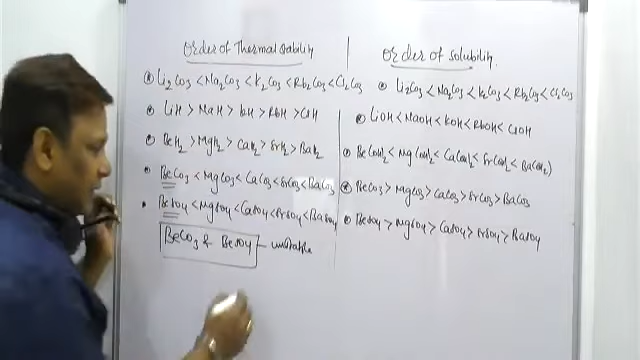 Order of Thermal stability
Li2CO3 < Na2CO3 < K2CO3 < Rb2CO3 < Cs2CO3
LiH > NaH > KH > RbH > CsH
BeH2 > MgH2 > CaH2 > SrH2 > BaH2
BeCO3 < MgCO3 < CaCO3 < SrCO3 < BaCO3
BeSO4 < MgSO4 < CaSO4 < SrSO4 < BaSO4
BeCO3 & BeSO4 - unstable
Order of solubility.
Li2CO3 < Na2CO3 < K2CO3 < Rb2CO3 < Cs2CO3
LiOH < NaOH < KOH < RbOH < CsOH
Be(OH)2 < Mg(OH)2 < Ca(OH)2 < Sr(OH)2 < Ba(OH)2
BeCO3 > MgCO3 > CaCO3 > SrCO3 > BaCO3
BeSO4 > MgSO4 > CaSO4 > SrSO4 > BaSO4